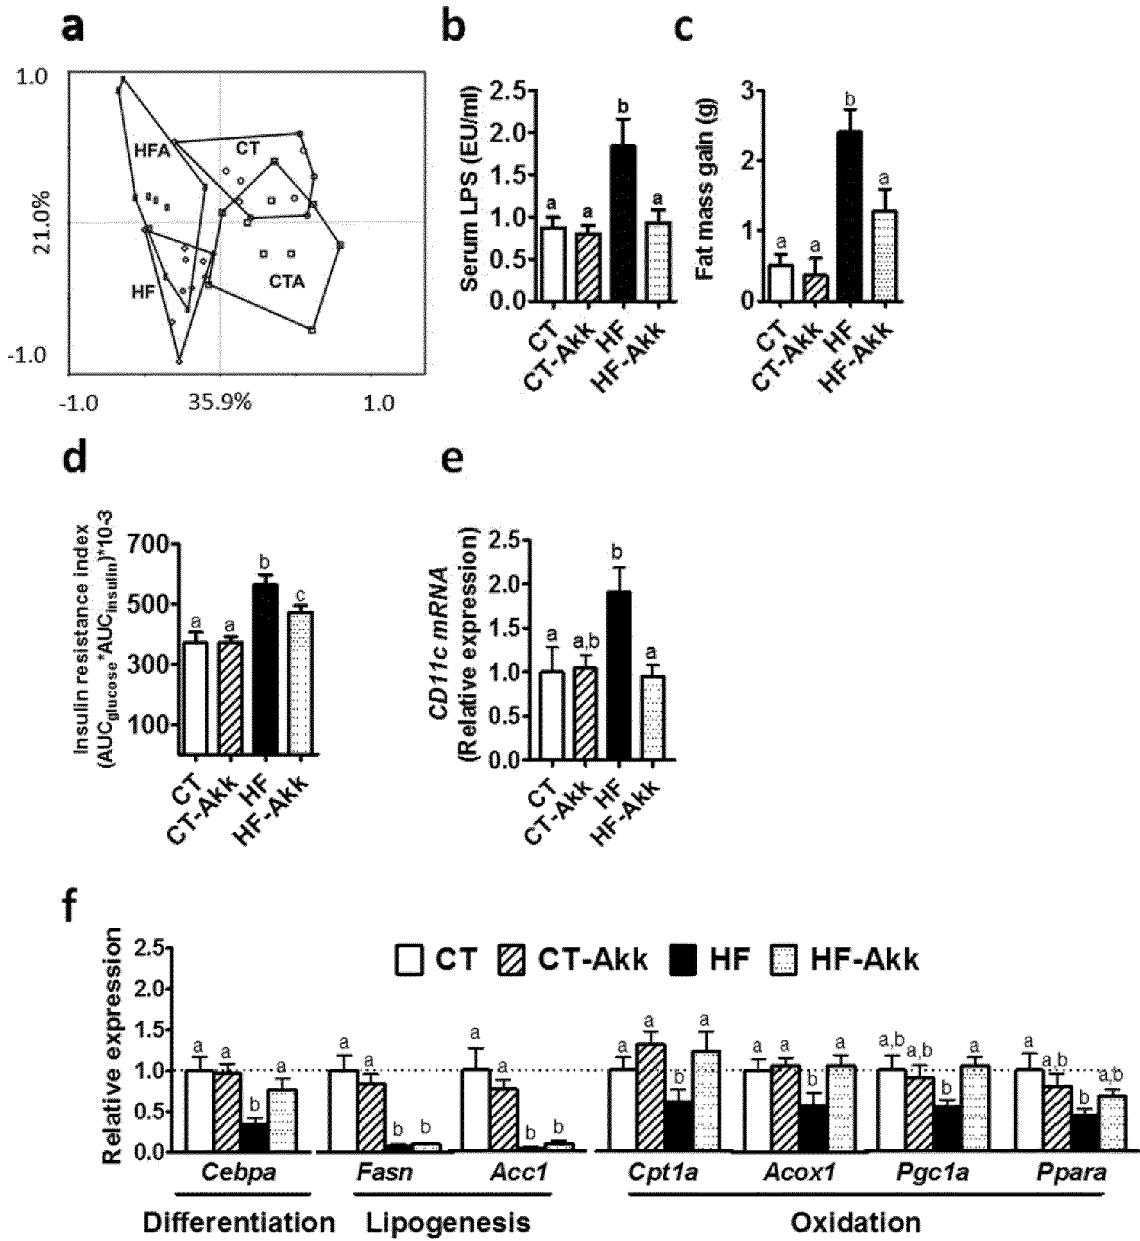 a
1.0
21.0%
-1.0
-1.0 35.9% 1.0
HFA
CT
HF
CTA
b
Serum LPS (EU/ml)
2.5
2.0
1.5
1.0
0.5
0.0
a a b a
CT CT-Akk HF HF-Akk
c
Fat mass gain (g)
3
2
1
0
a a b a
CT CT-Akk HF HF-Akk
d
Insulin resistance index
(AUCglucose*AUCinsulin)*10-3
700
500
300
100
a a b c
CT CT-Akk HF HF-Akk
e
CD11c mRNA
(Relative expression)
2.5
2.0
1.5
1.0
0.5
0.0
a a,b b a
CT CT-Akk HF HF-Akk
f
Relative expression
2.5
2.0
1.5
1.0
0.5
0.0
CT CT-Akk HF HF-Akk
a a b a a a b b a a b b a a b a a a b a a,b a,b b a a a,b b a,b
Cebpa Fasn Acc1 Cpt1a Acox1 Pgc1a Ppara
Differentiation Lipogenesis Oxidation